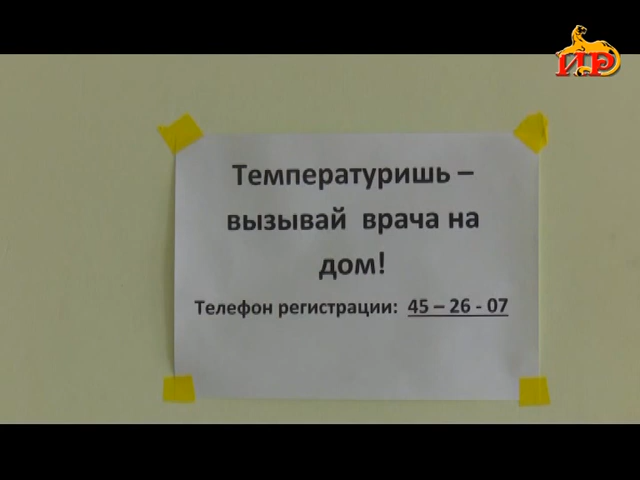 ИР
Температуришь –
вызывай врача на
дом!
Телефон регистрации: 45 – 26 - 07